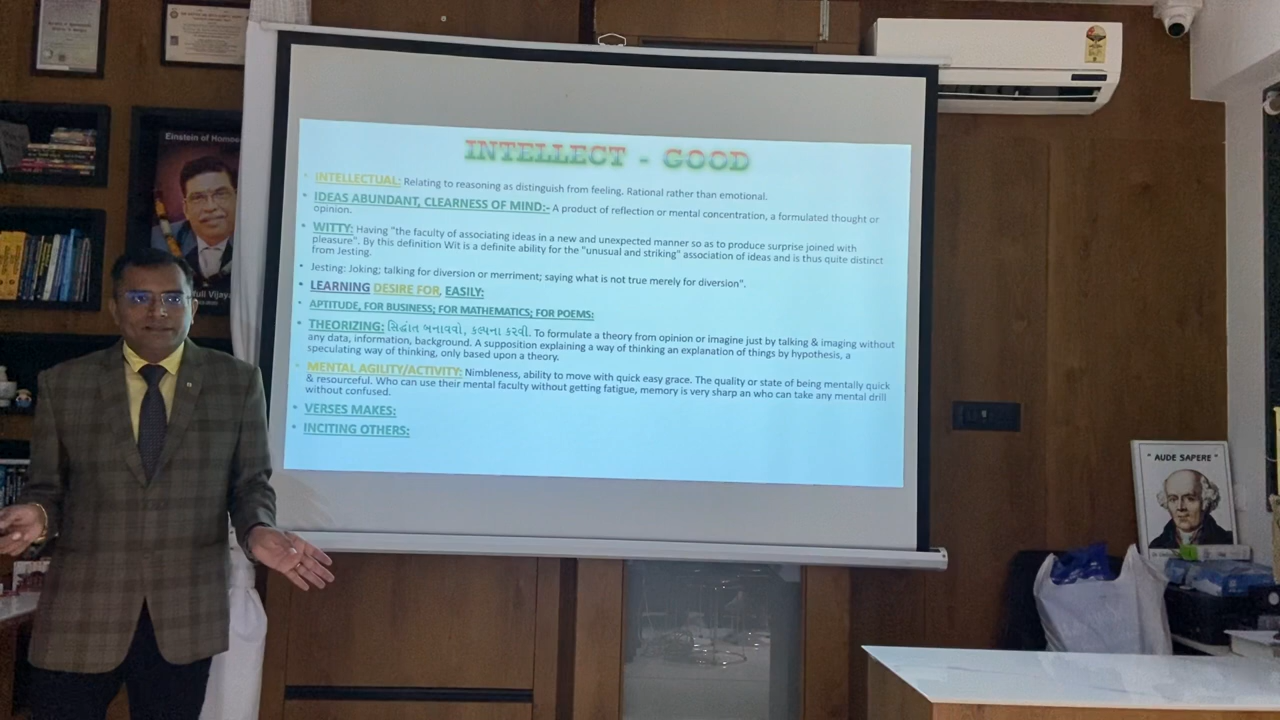 Einstein of Homoe
INTELLECT - GOOD
• INTELLECTUAL: Relating to reasoning as distinguish from feeling. Rational rather than emotional.
• IDEAS ABUNDANT, CLEARNESS OF MIND:- A product of reflection or mental concentration, a formulated thought or
opinion.
• WITTY: Having "the faculty of associating ideas in a new and unexpected manner so as to produce surprise joined with
pleasure". By this definition Wit is a definite ability for the "unusual and striking" association of ideas and is thus quite distinct
from Jesting.
• Jesting: Joking; talking for diversion or merriment; saying what is not true merely for diversion".
• LEARNING DESIRE FOR, EASILY:
• APTITUDE, FOR BUSINESS; FOR MATHEMATICS; FOR POEMS:
• THEORIZING: સિદ્ધાંત બનાવવો, કલ્પના કરવી. To formulate a theory from opinion or imagine just by talking & imaging without
any data, information, background. A supposition explaining a way of thinking an explanation of things by hypothesis, a
speculating way of thinking, only based upon a theory.
• MENTAL AGILITY/ACTIVITY: Nimbleness, ability to move with quick easy grace. The quality or state of being mentally quick
& resourceful. Who can use their mental faculty without getting fatigue, memory is very sharp an who can take any mental drill
without confused.
• VERSES MAKES:
• INCITING OTHERS:
" AUDE SAPERE "